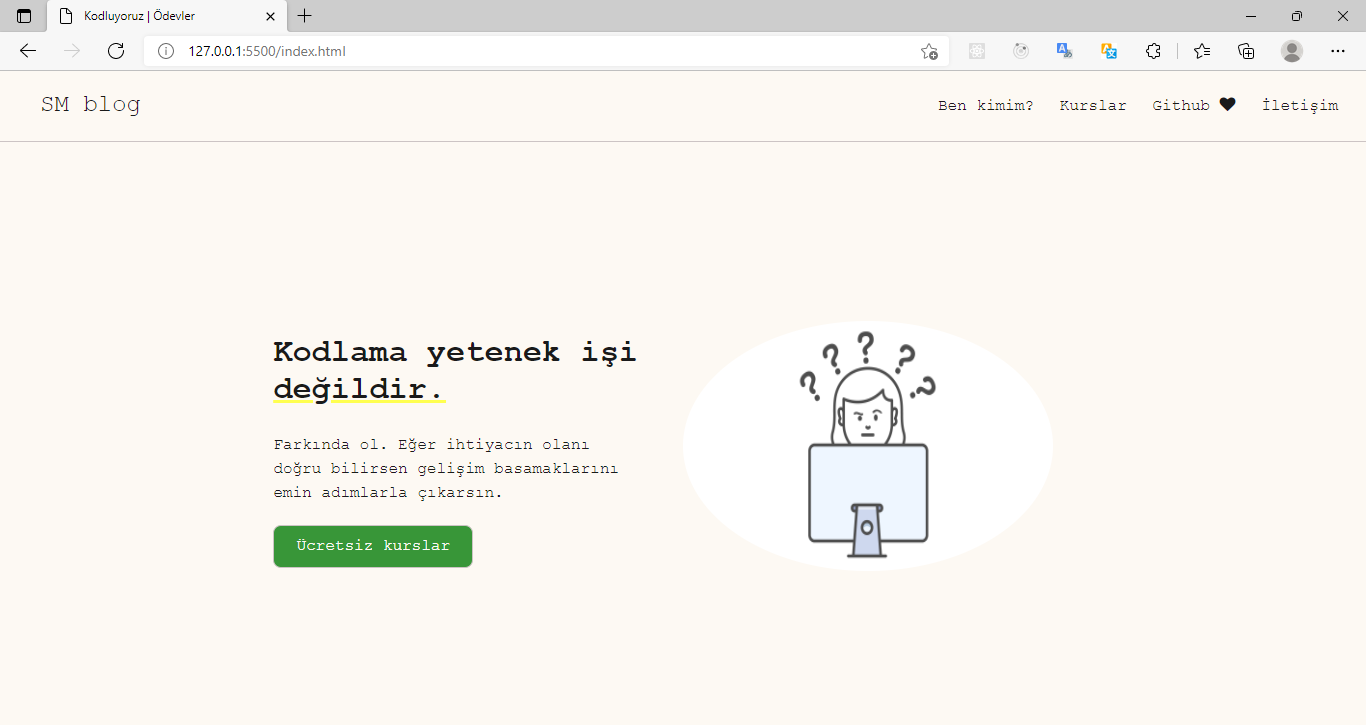 Kodluyoruz | Ödevler
127.0.0.1:5500/index.html
SM blog
Ben kimim? Kurslar Github ♥ İletişim
? ? ? ? ?
Kodlama yetenek işi
değildir.
Farkında ol. Eğer ihtiyacın olanı
doğru bilirsen gelişim basamaklarını
emin adımlarla çıkarsın.
Ücretsiz kurslar